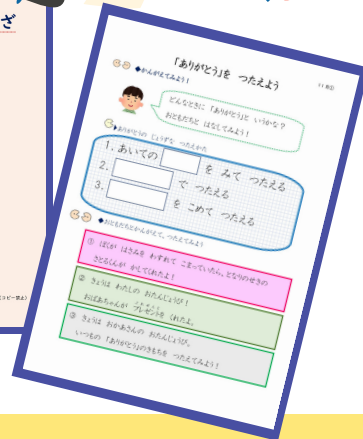 ざ
11月②
「ありがとう」を つたえよう
◆かんがえてみよう！
どんなときに 「ありがとう」と いうかな？
おともだちと はなしてみよう！
◆ありがとうの じょうずな つたえかた
1. あいての を みて つたえる
2. で つたえる
3. を こめて つたえる
◆おともだちとかんがえて、つたえてみよう
① ぼくが はさみを わすれて こまっていたら、となりのせきの
さとるくんが かしてくれたよ！
② きょうは わたしの おたんじょうび！
おばあちゃんが プレゼントを くれたよ。
③ きょうは おかあさんの おたんじょうび。
いつもの 「ありがとう」のきもちを つたえてみよう！
コピー禁止)